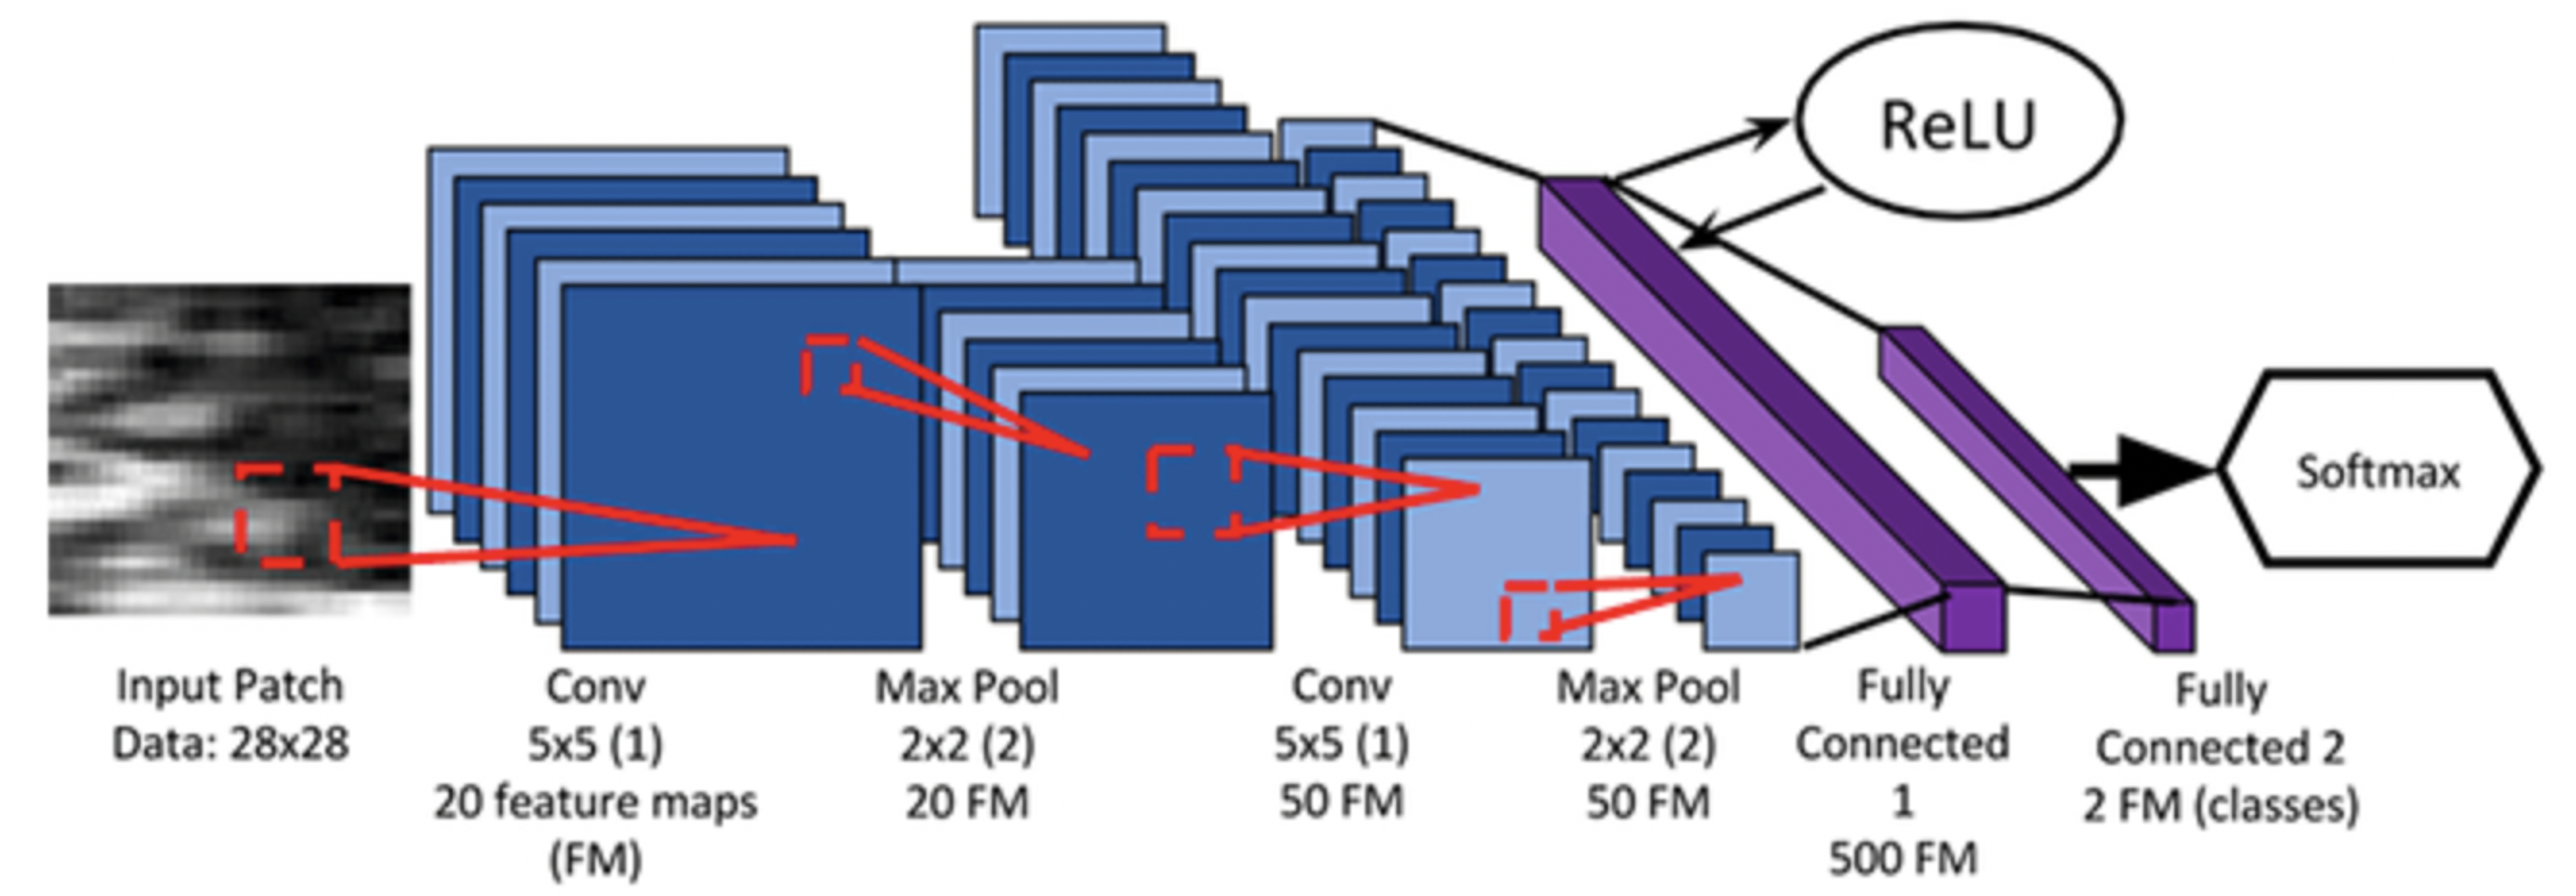 ReLU
Softmax
Input Patch
Data: 28x28
Conv
5x5 (1)
20 feature maps
(FM)
Max Pool
2x2 (2)
20 FM
Conv
5x5 (1)
50 FM
Max Pool
2x2 (2)
50 FM
Fully
Connected
1
500 FM
Fully
Connected 2
2 FM (classes)